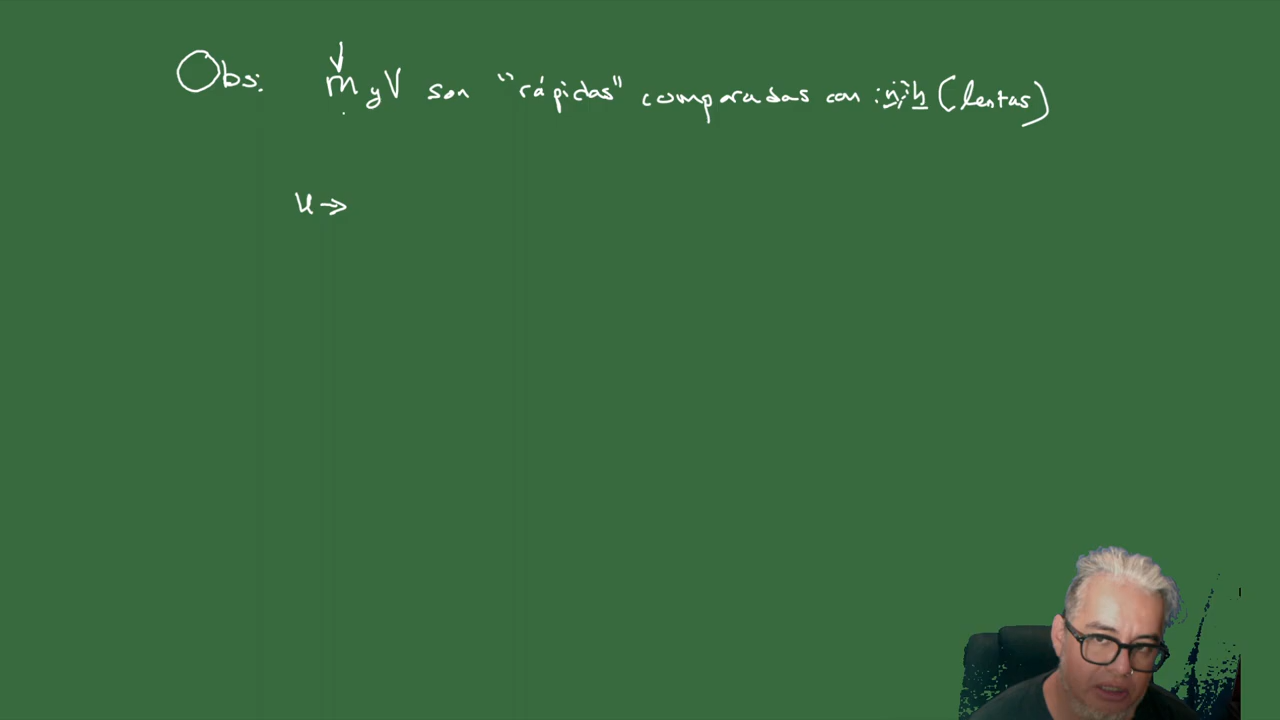 Obs: m y V son "rápidas" comparadas con : n, h (lentas)
u →